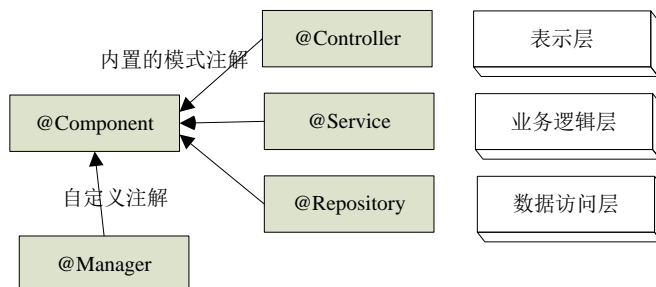 @Controller
表示层
内置的模式注解
@Component
@Service
业务逻辑层
自定义注解
@Repository
数据访问层
@Manager